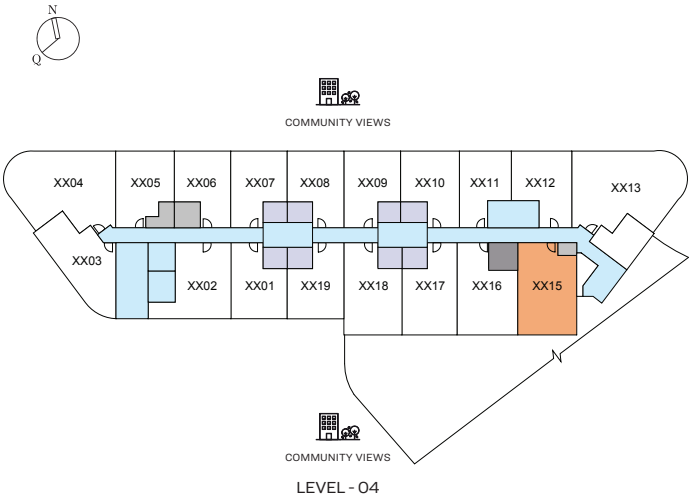 N
Q
COMMUNITY VIEWS
XX04
XX05
XX06
XX07
XX08
XX09
XX10
XX11
XX12
XX13
XX03
XX02
XX01
XX19
XX18
XX17
XX16
XX15
N
COMMUNITY VIEWS
LEVEL - 04